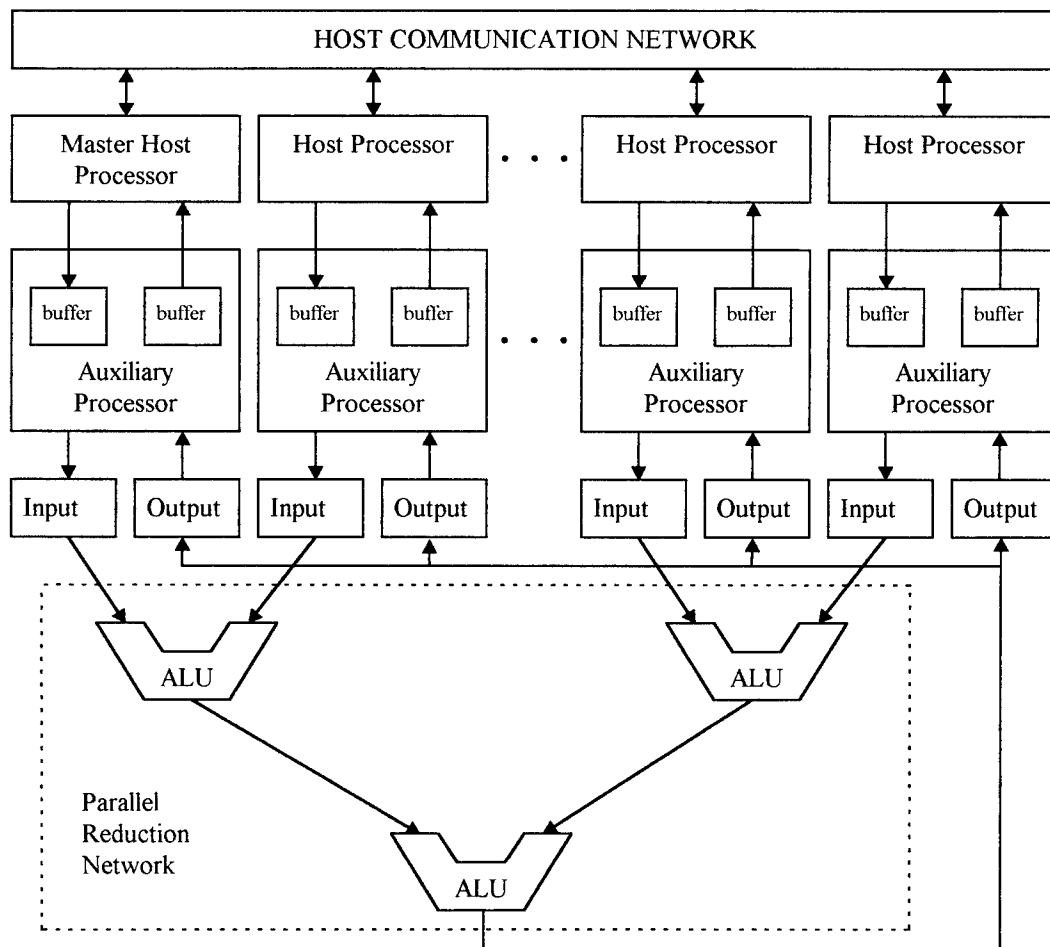 HOST COMMUNICATION NETWORK
Master Host
Processor
Host Processor
. . .
Host Processor
Host Processor
buffer
buffer
buffer
buffer
. . .
buffer
buffer
buffer
buffer
Auxiliary
Processor
Auxiliary
Processor
Auxiliary
Processor
Auxiliary
Processor
Input
Output
Input
Output
Input
Output
Input
Output
ALU
ALU
Parallel
Reduction
Network
ALU